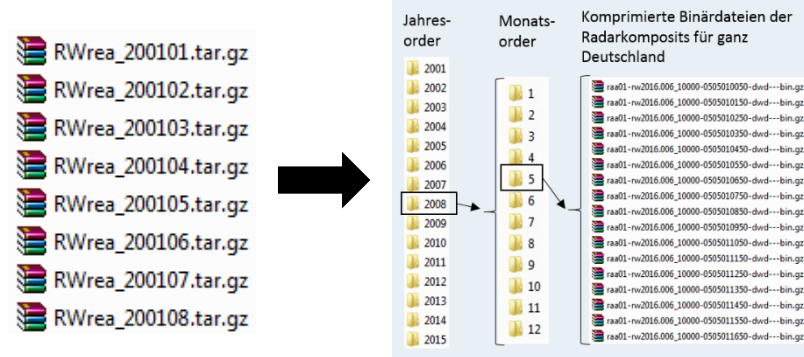 RWrea_200101.tar.gz
RWrea_200102.tar.gz
RWrea_200103.tar.gz
RWrea_200104.tar.gz
RWrea_200105.tar.gz
RWrea_200106.tar.gz
RWrea_200107.tar.gz
RWrea_200108.tar.gz
Jahres-
order
2001
2002
2003
2004
2005
2006
2007
2008
2009
2010
2011
2012
2013
2014
2015
Monats-
order
1
2
3
4
5
6
7
8
9
10
11
12
Komprimierte Binärdateien der
Radarkomposits für ganz
Deutschland
raa01-rw2016.006_10000-0505010050-dwd---bin.gz
raa01-rw2016.006_10000-0505010150-dwd---bin.gz
raa01-rw2016.006_10000-0505010250-dwd---bin.gz
raa01-rw2016.006_10000-0505010350-dwd---bin.gz
raa01-rw2016.006_10000-0505010450-dwd---bin.gz
raa01-rw2016.006_10000-0505010550-dwd---bin.gz
raa01-rw2016.006_10000-0505010650-dwd---bin.gz
raa01-rw2016.006_10000-0505010750-dwd---bin.gz
raa01-rw2016.006_10000-0505010850-dwd---bin.gz
raa01-rw2016.006_10000-0505010950-dwd---bin.gz
raa01-rw2016.006_10000-0505011050-dwd---bin.gz
raa01-rw2016.006_10000-0505011150-dwd---bin.gz
raa01-rw2016.006_10000-0505011250-dwd---bin.gz
raa01-rw2016.006_10000-0505011350-dwd---bin.gz
raa01-rw2016.006_10000-0505011450-dwd---bin.gz
raa01-rw2016.006_10000-0505011550-dwd---bin.gz
raa01-rw2016.006_10000-0505011650-dwd---bin.gz